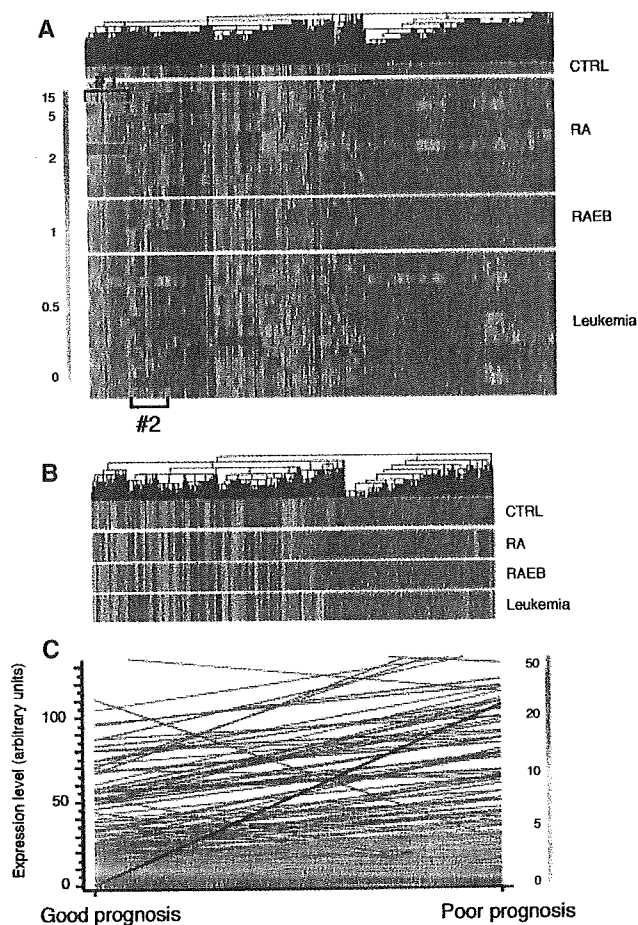 A
CTRL
#
15
5
RA
2
RAEB
1
0.5
Leukemia
0
#2
B
CTRL
RA
RAEB
Leukemia
C
Expression level (arbitrary units)
100
50
0
50
20
10
5
0
Good prognosis
Poor prognosis